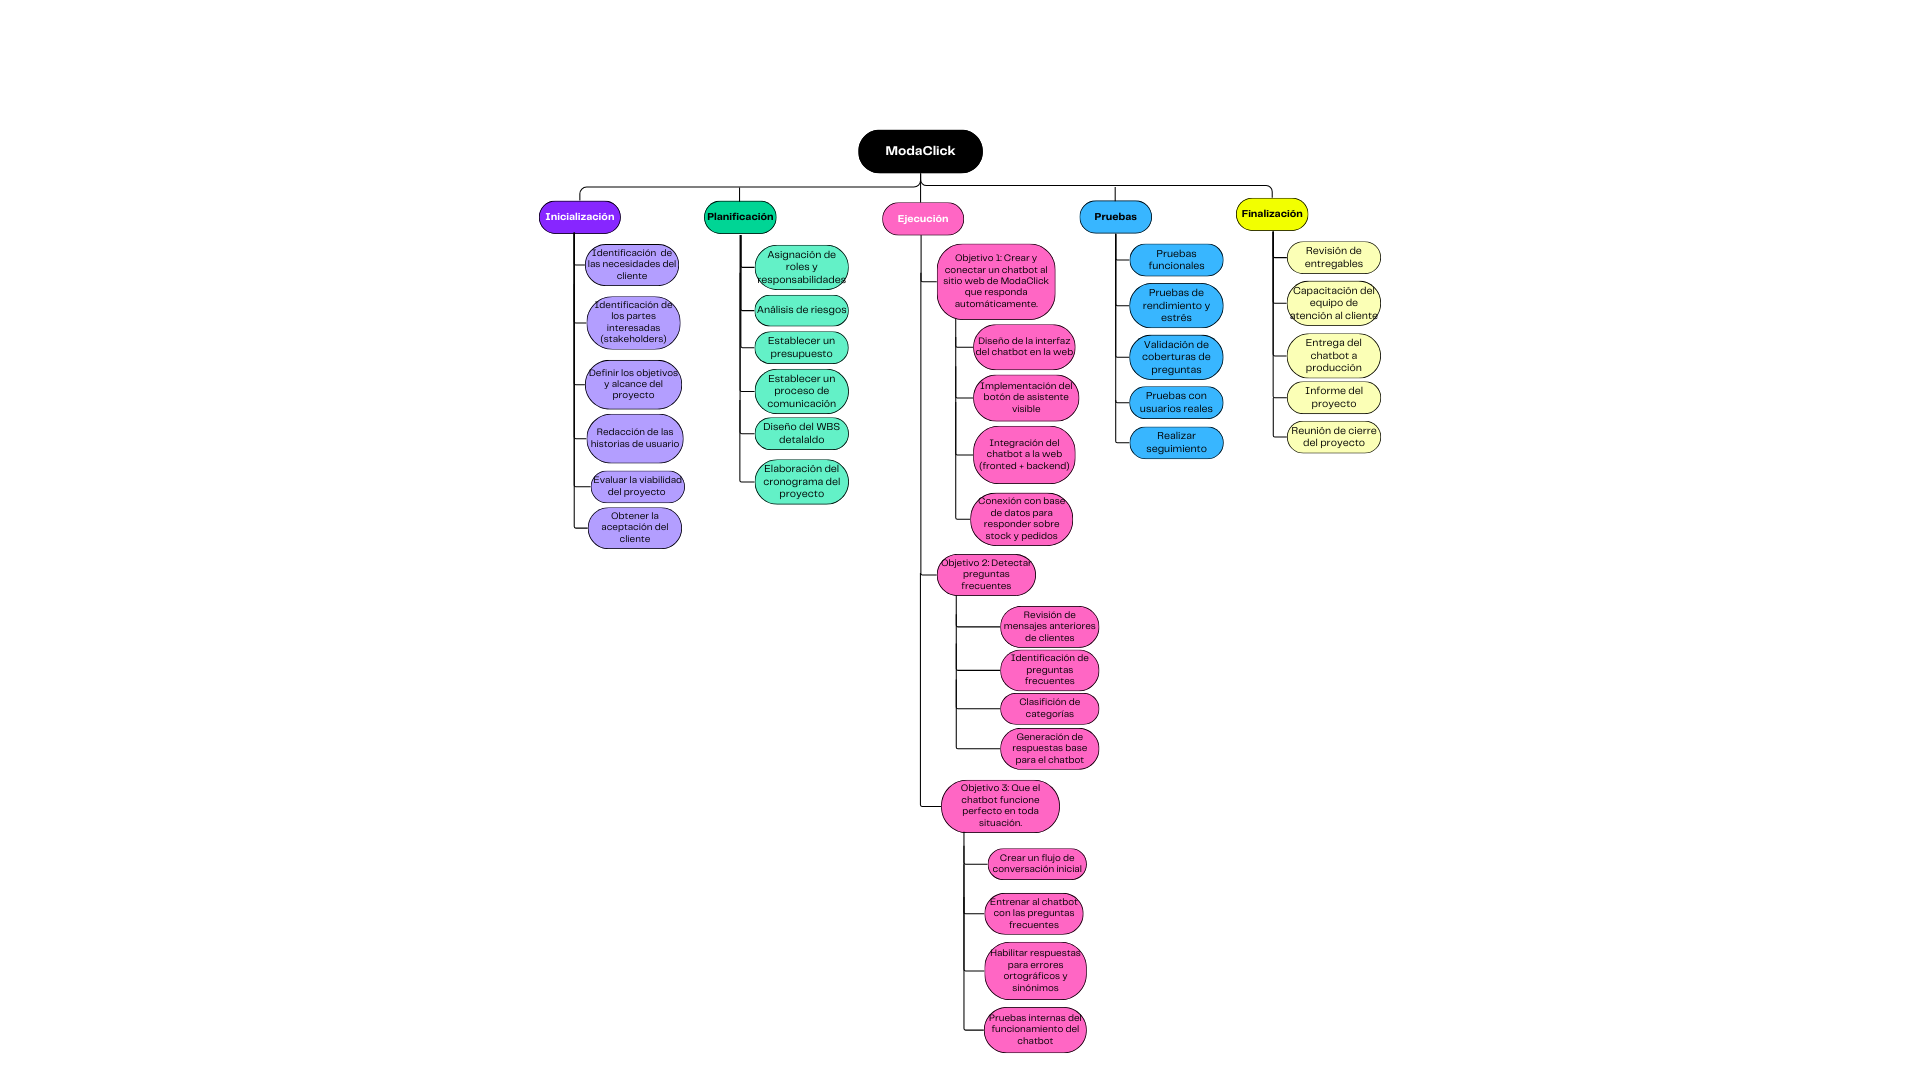 ModaClick
Inicialización
Identificación de
las necesidades del
cliente
Identificación de
los partes
interesadas
(stakeholders)
Definir los objetivos
y alcance del
proyecto
Redacción de las
historias de usuario
Evaluar la viabilidad
del proyecto
Obtener la
aceptación del
cliente
Planificación
Asignación de
roles y
responsabilidades
Análisis de riesgos
Establecer un
presupuesto
Establecer un
proceso de
comunicación
Diseño del WBS
detalaldo
Elaboración del
cronograma del
proyecto
Ejecución
Objetivo 1: Crear y
conectar un chatbot al
sitio web de ModaClick
que responda
automáticamente.
Diseño de la interfaz
del chatbot en la web
Implementación del
botón de asistente
visible
Integración del
chatbot a la web
(fronted + backend)
Conexión con base
de datos para
responder sobre
stock y pedidos
Objetivo 2: Detectar
preguntas
frecuentes
Revisión de
mensajes anteriores
de clientes
Identificación de
preguntas
frecuentes
Clasifición de
categorías
Generación de
respuestas base
para el chatbot
Objetivo 3: Que el
chatbot funcione
perfecto en toda
situación.
Crear un flujo de
conversación inicial
Entrenar al chatbot
con las preguntas
frecuentes
Habilitar respuestas
para errores
ortográficos y
sinónimos
Pruebas internas del
funcionamiento del
chatbot
Pruebas
Pruebas
funcionales
Pruebas de
rendimiento y
estrés
Validación de
coberturas de
preguntas
Pruebas con
usuarios reales
Realizar
seguimiento
Finalización
Revisión de
entregables
Capacitación del
equipo de
atención al cliente
Entrega del
chatbot a
producción
Informe del
proyecto
Reunión de cierre
del proyecto